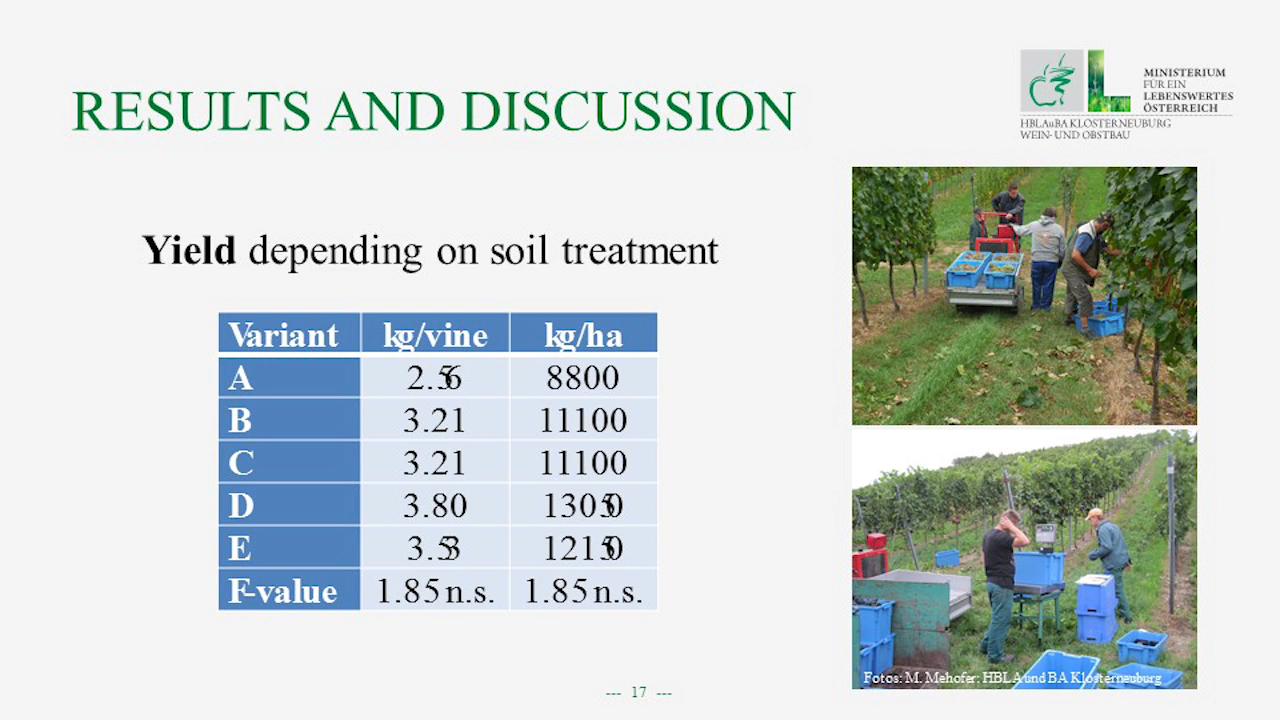 RESULTS AND DISCUSSION
MINISTERIUM
FÜR EIN
LEBENSWERTES
ÖSTERREICH
HBLAuBA KLOSTERNEUBURG
WEIN- UND OBSTBAU
Yield depending on soil treatment
Variant kg/vine kg/ha
A 2.56 8800
B 3.21 11100
C 3.21 11100
D 3.80 13050
E 3.53 12150
F-value 1.85 n.s. 1.85 n.s.
Fotos: M. Mehofer: HBLA und BA Klosterneuburg
--- 17 ---